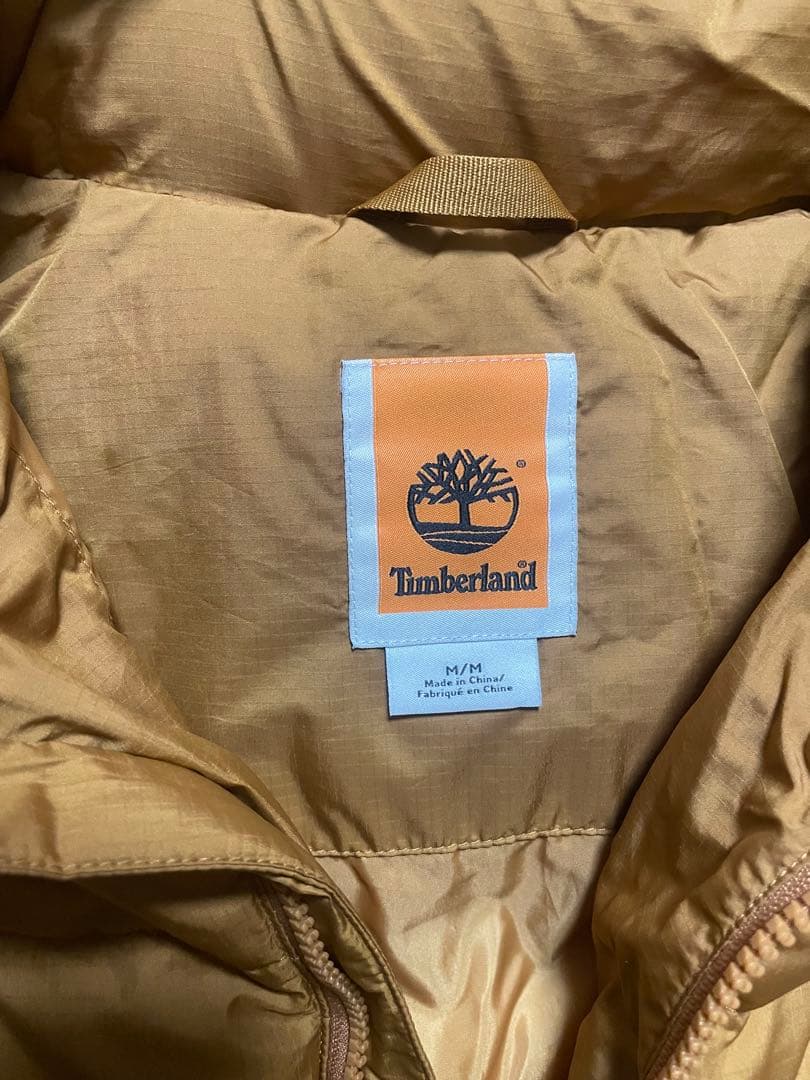 ®
Timberland®
M/M
Made in China/
Fabriqué en Chine